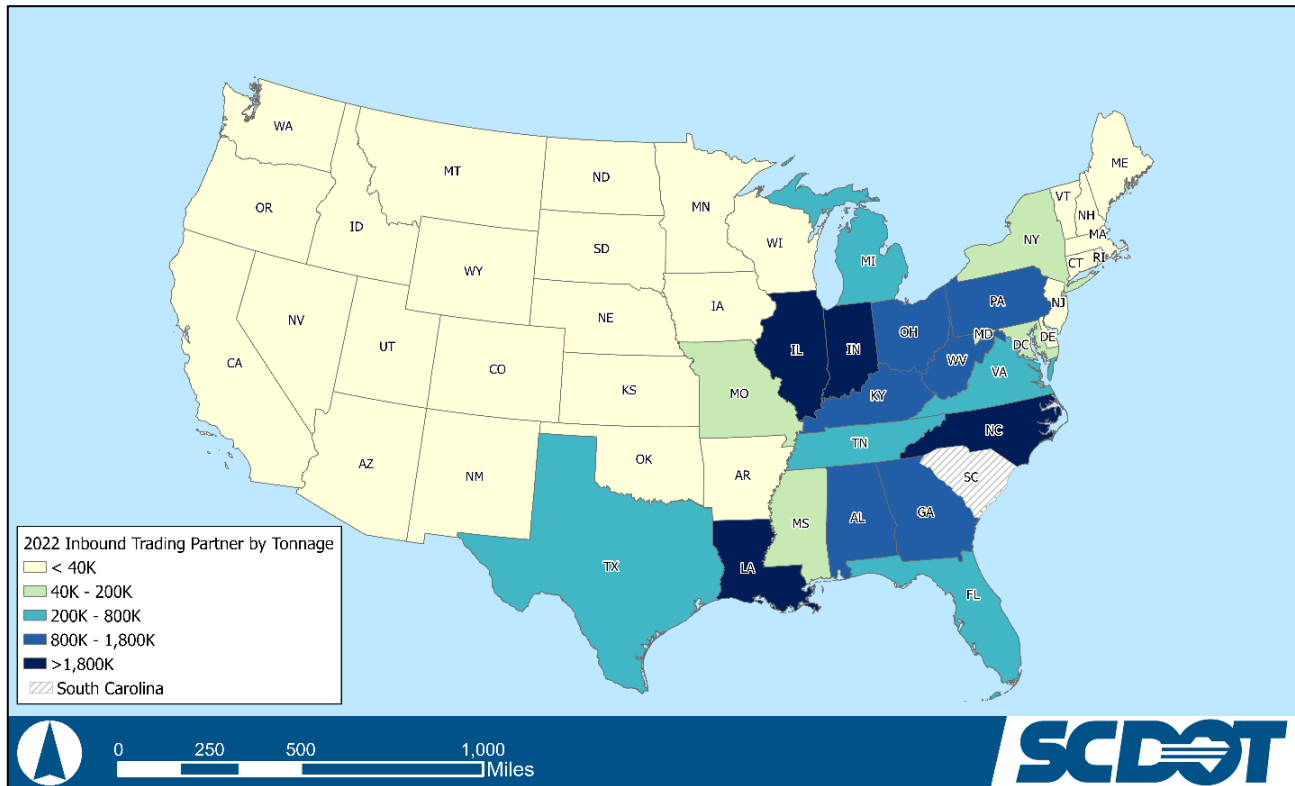 WA
MT
ND
MN
ME
OR
ID
SD
WI
VT
NH
NY
MA
MI
CT
RI
WY
IA
NE
PA
NJ
NV
UT
CO
IL
IN
OH
MD
DE
DC
WV
VA
CA
KS
MO
KY
NC
TN
AZ
NM
OK
AR
SC
MS
AL
GA
TX
LA
FL
2022 Inbound Trading Partner by Tonnage
< 40K
40K - 200K
200K - 800K
800K - 1,800K
>1,800K
South Carolina
0 250 500 1,000
Miles
SCDOT